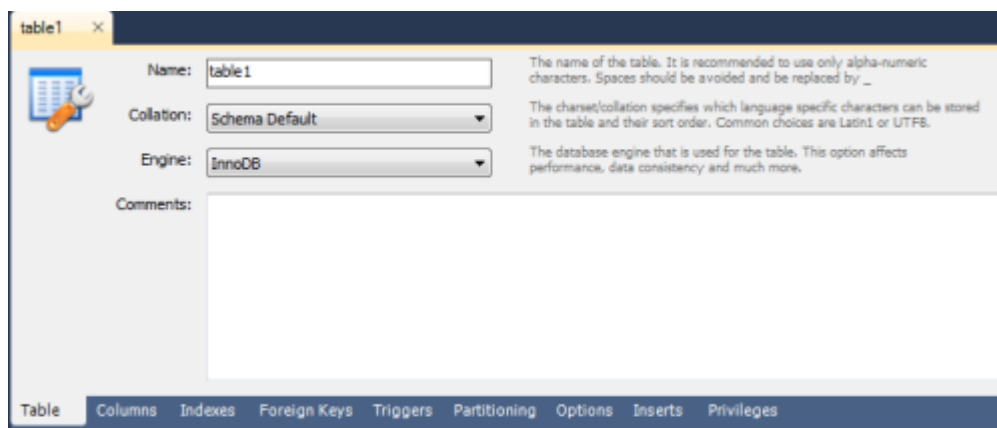 table1 ×
Name: table1
The name of the table. It is recommended to use only alpha-numeric
characters. Spaces should be avoided and be replaced by _
Collation: Schema Default
The charset/collation specifies which language specific characters can be stored
in the table and their sort order. Common choices are Latin1 or UTF8.
Engine: InnoDB
The database engine that is used for the table. This option affects
performance, data consistency and much more.
Comments:
Table Columns Indexes Foreign Keys Triggers Partitioning Options Inserts Privileges